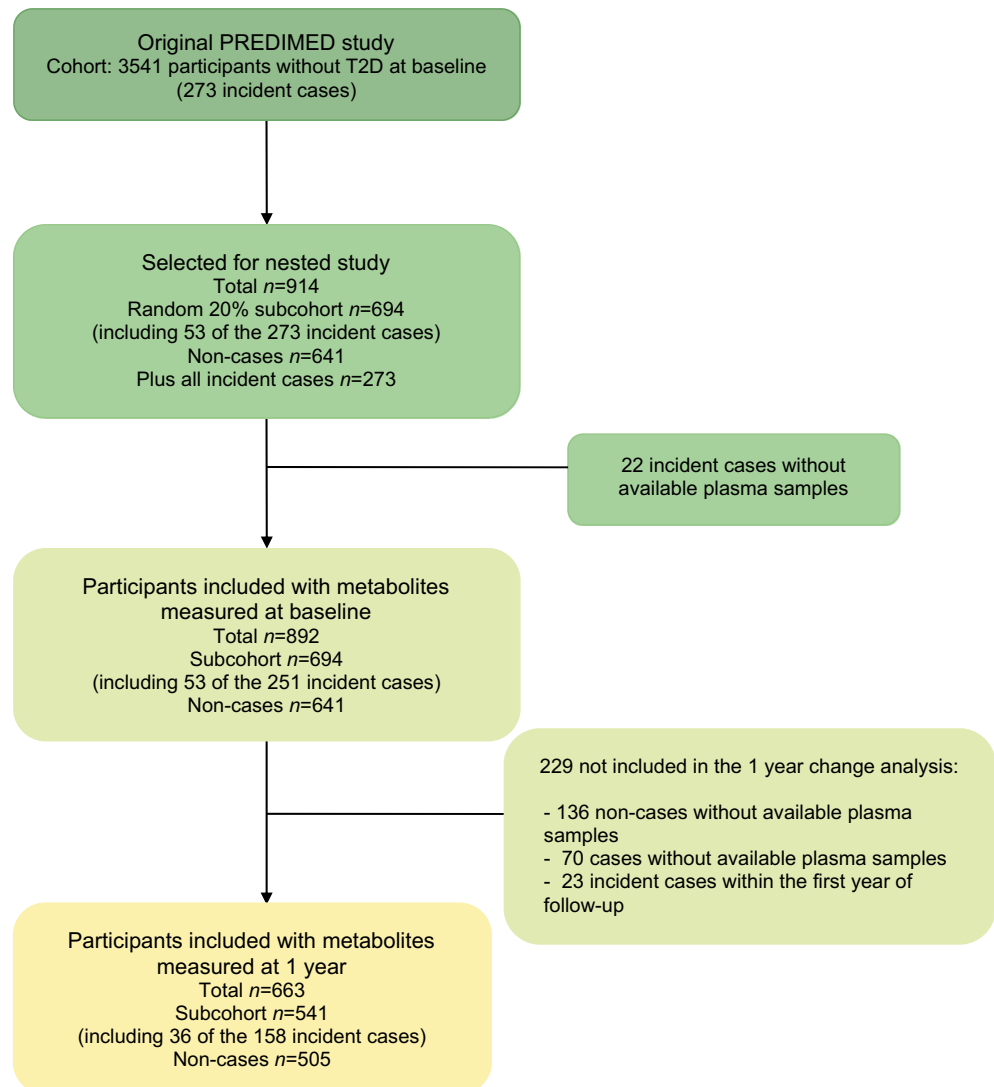 Original PREDIMED study
Cohort: 3541 participants without T2D at baseline
(273 incident cases)
Selected for nested study
Total n=914
Random 20% subcohort n=694
(including 53 of the 273 incident cases)
Non-cases n=641
Plus all incident cases n=273
22 incident cases without
available plasma samples
Participants included with metabolites
measured at baseline
Total n=892
Subcohort n=694
(including 53 of the 251 incident cases)
Non-cases n=641
229 not included in the 1 year change analysis:
- 136 non-cases without available plasma
samples
- 70 cases without available plasma samples
- 23 incident cases within the first year of
follow-up
Participants included with metabolites
measured at 1 year
Total n=663
Subcohort n=541
(including 36 of the 158 incident cases)
Non-cases n=505